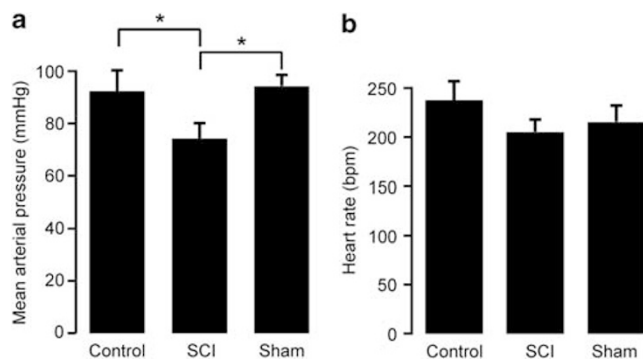 a
*
*
Mean arterial pressure (mmHg)
100
80
60
40
20
0
Control SCI Sham
b
Heart rate (bpm)
250
200
150
100
50
0
Control SCI Sham